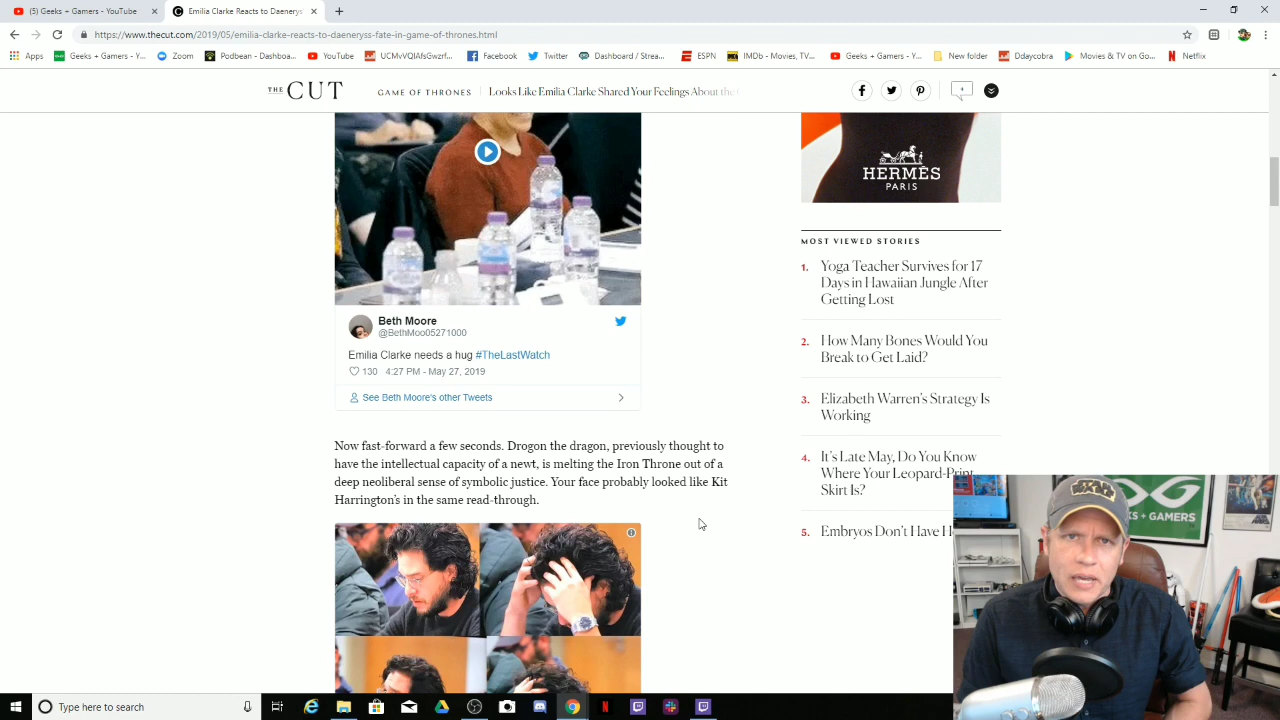 (5) Geeks + Gamers - YouTube
Emilia Clarke Reacts to Daenerys
https://www.thecut.com/2019/05/emilia-clarke-reacts-to-daeneryss-fate-in-game-of-thrones.html
Apps
Geeks + Gamers - Y...
Zoom
Podbean - Dashboa...
YouTube
UCMvVQIAfsGwzrf...
Facebook
Twitter
Dashboard / Strea...
ESPN
IMDb - Movies, TV...
Geeks + Gamers - Y...
New folder
Ddaycobra
Movies & TV on Go...
Netflix
THE CUT
GAME OF THRONES
Looks Like Emilia Clarke Shared Your Feelings About the
HERMÈS
PARIS
Beth Moore
@BethMoo05271000
Emilia Clarke needs a hug #TheLastWatch
130 4:27 PM - May 27, 2019
See Beth Moore's other Tweets
Now fast-forward a few seconds. Drogon the dragon, previously thought to
have the intellectual capacity of a newt, is melting the Iron Throne out of a
deep neoliberal sense of symbolic justice. Your face probably looked like Kit
Harrington's in the same read-through.
MOST VIEWED STORIES
1. Yoga Teacher Survives for 17
Days in Hawaiian Jungle After
Getting Lost
2. How Many Bones Would You
Break to Get Laid?
3. Elizabeth Warren's Strategy Is
Working
4. It's Late May, Do You Know
Where Your Leopard-Print
Skirt Is?
5. Embryos Don't Have H
KS + GAMERS
STAR WARS
Type here to search